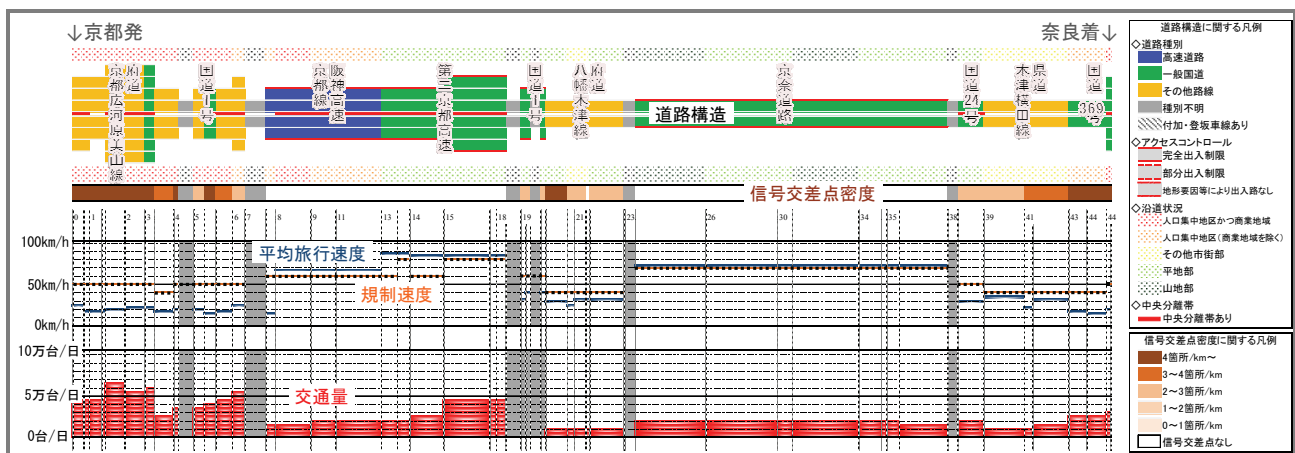 ↓京都発
奈良着↓
府道
京都広河原美山線
国道1号
阪神高速
京都線
第二京都高速
国道1号
府道
八幡木津線
京奈道路
国道24号
県道
木津横田線
国道369号
道路構造
信号交差点密度
0 1 2 3 4 5 6 7 8 9 11 13 14 15 18 19 20 21 23 26 30 34 35 38 39 41 43 44 44
100km/h
50km/h
0km/h
平均旅行速度
規制速度
10万台/日
5万台/日
0台/日
交通量
道路構造に関する凡例
◇道路種別
高速道路
一般国道
その他路線
種別不明
付加・登坂車線あり
◇アクセスコントロール
完全出入制限
部分出入制限
地形要因等により出入路なし
◇沿道状況
人口集中地区かつ商業地域
人口集中地区(商業地域を除く)
その他市街部
平地部
山地部
◇中央分離帯
中央分離帯あり
信号交差点密度に関する凡例
4箇所/km～
3～4箇所/km
2～3箇所/km
1～2箇所/km
0～1箇所/km
信号交差点なし